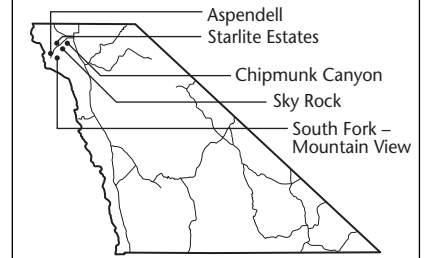 Aspendell
Starlite Estates
Chipmunk Canyon
Sky Rock
South Fork –
Mountain View